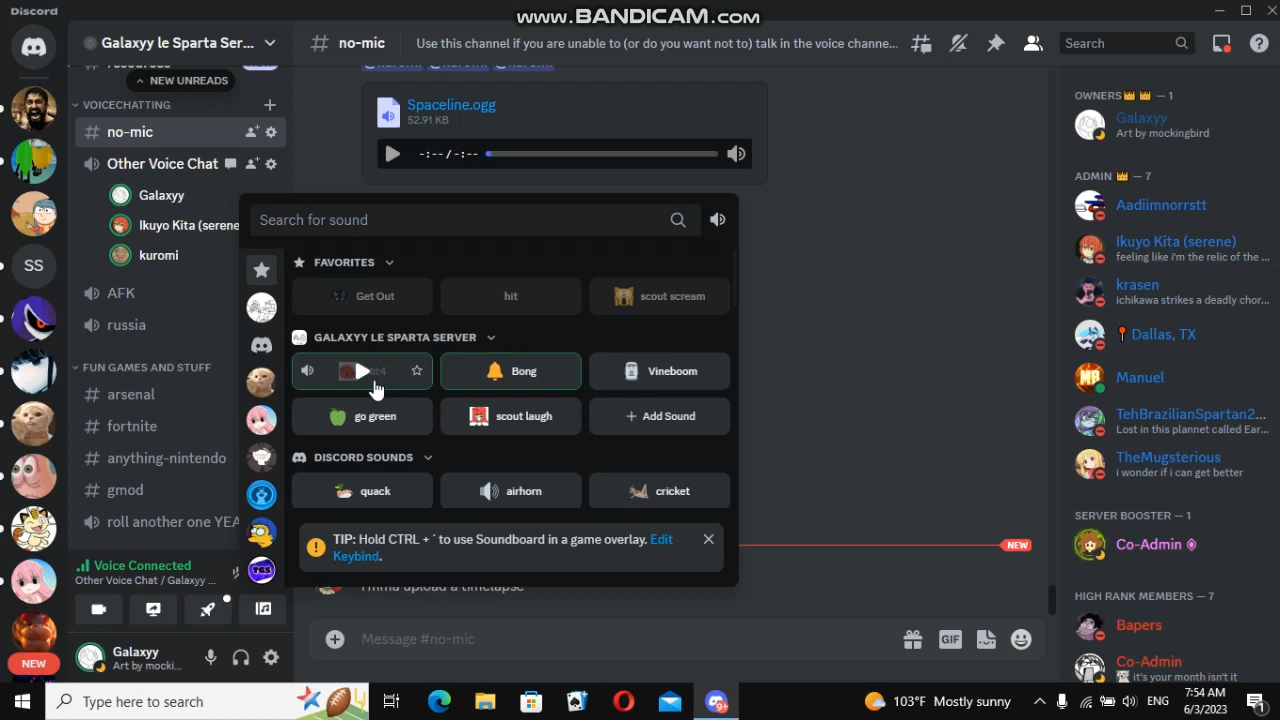 Discord
www.BANDICAM.com
Galaxyy le Sparta Ser...
no-mic
Use this channel if you are unable to (or do you want not to) talk in the voice channe...
Search
NEW UNREADS
VOICECHATTING
no-mic
Other Voice Chat
Galaxyy
Ikuyo Kita (serene
kuromi
AFK
russia
FUN GAMES AND STUFF
arsenal
fortnite
anything-nintendo
gmod
roll another one YEA
SS
NEW
Voice Connected
Other Voice Chat / Galaxyy ...
Galaxyy
Art by mocki...
Spaceline.ogg
52.91 KB
-:-- / -:--
Search for sound
FAVORITES
Get Out
hit
scout scream
GALAXYY LE SPARTA SERVER
Bong
Vineboom
go green
scout laugh
+ Add Sound
DISCORD SOUNDS
quack
airhorn
cricket
TIP: Hold CTRL + ` to use Soundboard in a game overlay. Edit
Keybind.
NEW
Message #no-mic
GIF
OWNERS — 1
Galaxyy
Art by mockingbird
ADMIN — 7
Aadiimnorrstt
Ikuyo Kita (serene)
feeling like i'm the relic of the ...
krasen
ichikawa strikes a deadly chor...
Dallas, TX
Manuel
TehBrazilianSpartan2...
Lost in this plannet called Ear...
TheMugsterious
i wonder if i can get better
SERVER BOOSTER — 1
Co-Admin
HIGH RANK MEMBERS — 7
Bapers
Co-Admin
it's your month isn't it
Type here to search
9+
103°F Mostly sunny
ENG
7:54 AM
6/3/2023
1